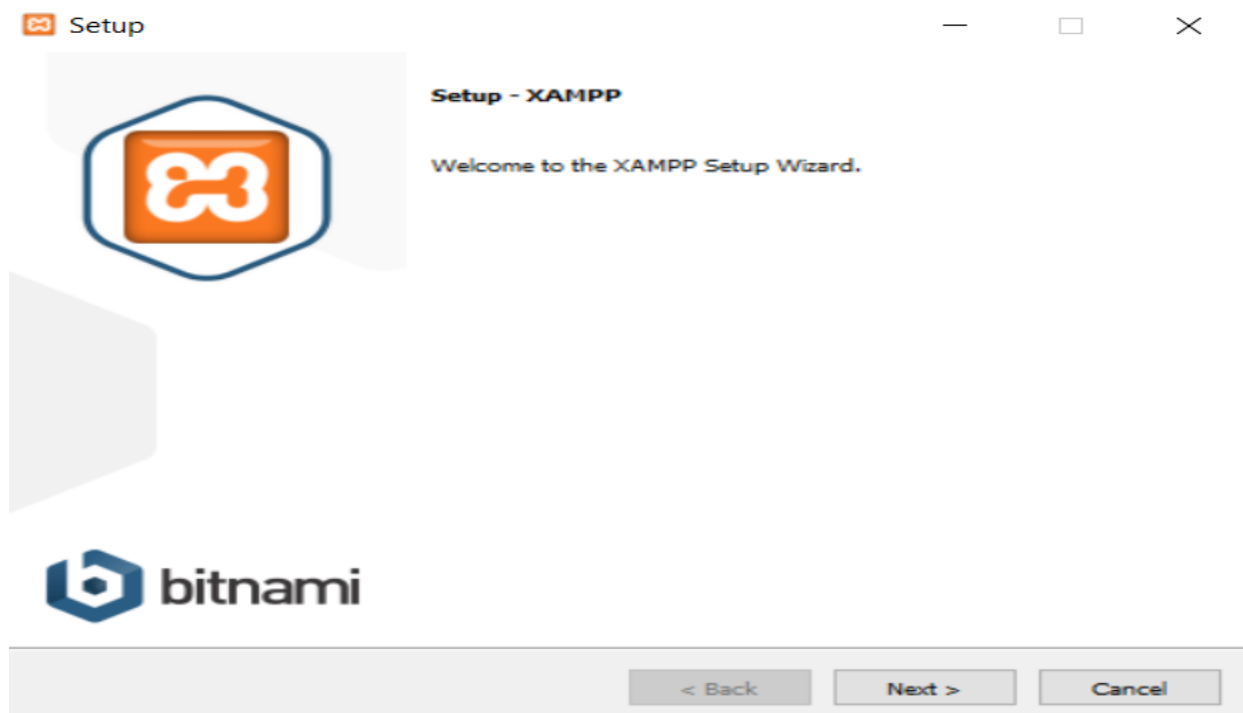 Setup
Setup - XAMPP
Welcome to the XAMPP Setup Wizard.
bitnami
< Back
Next >
Cancel